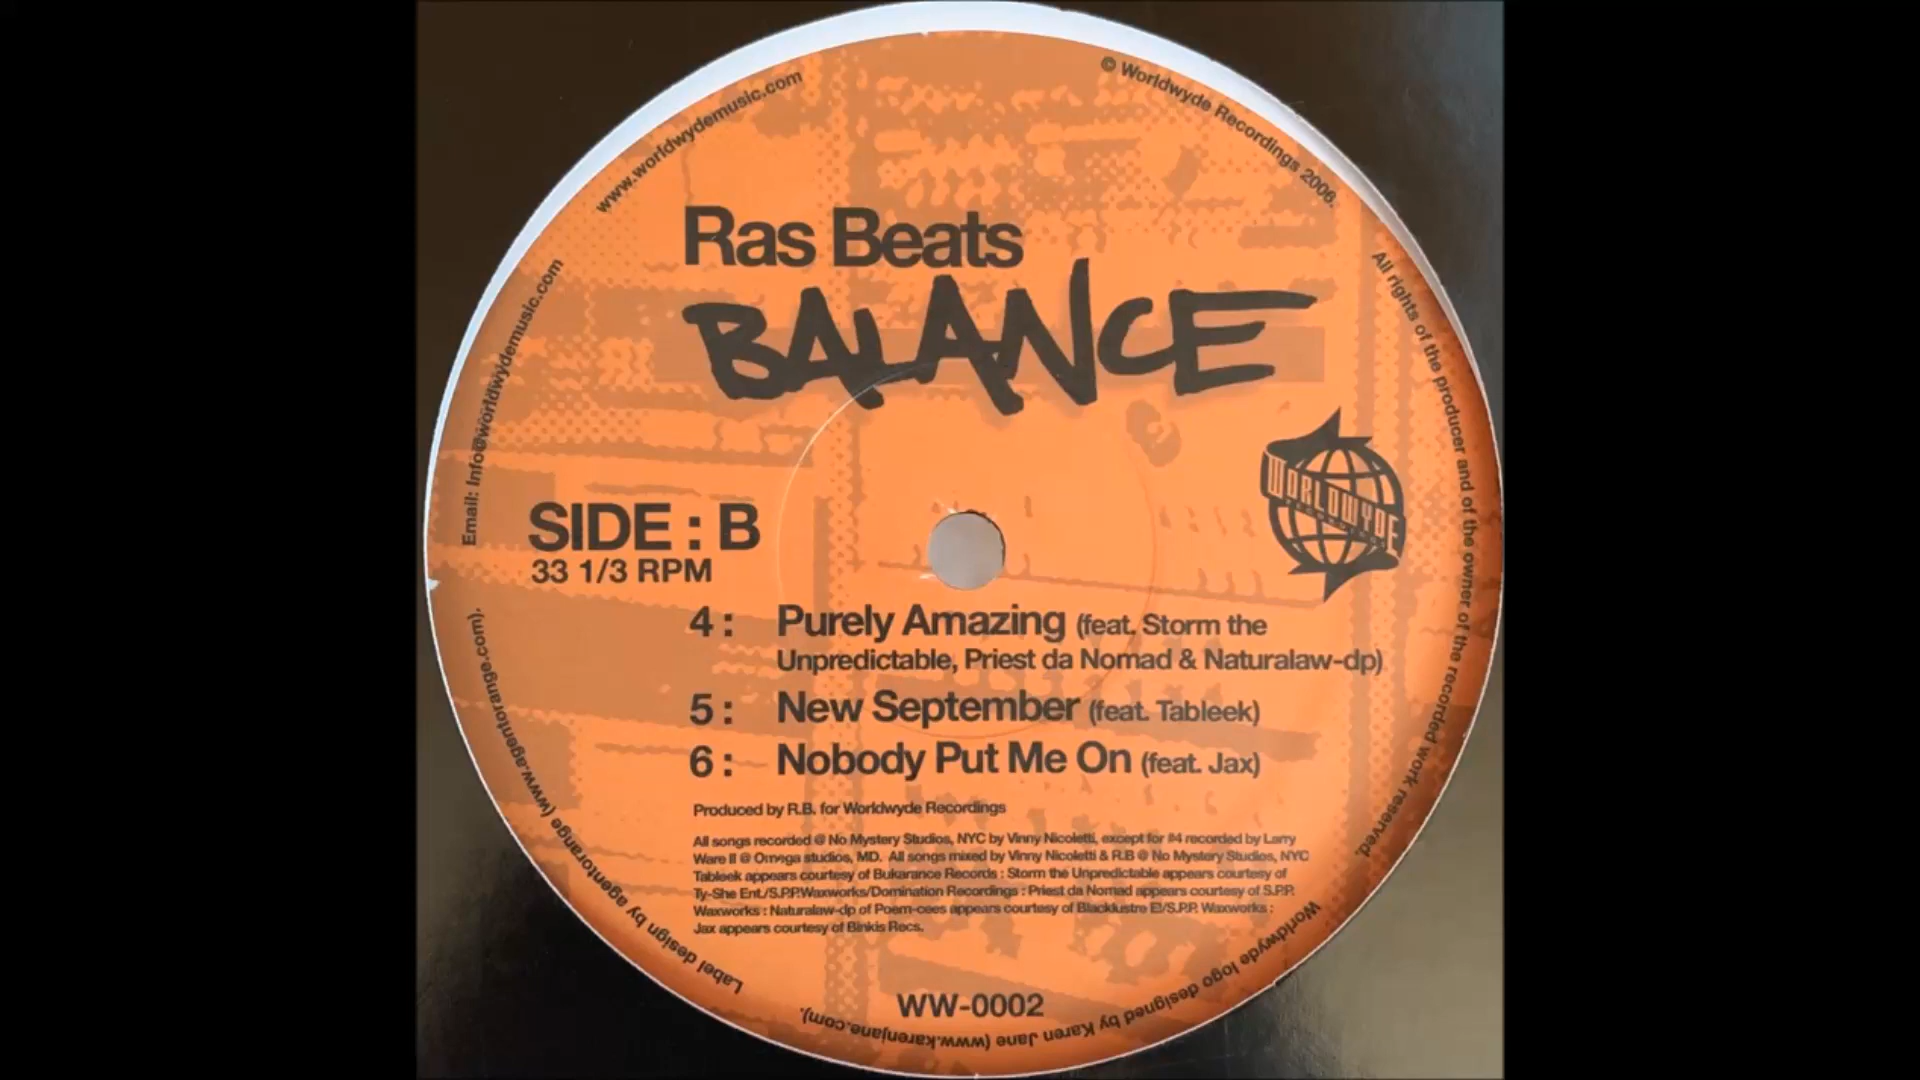 www.worldwydemusic.com
© Worldwyde Recordings 2006.
Email: Info@worldwydemusic.com
All rights of the producer and of the owner of the recorded work reserved.
Ras Beats
BALANCE
WORLDWYDE
RECORDINGS
SIDE : B
33 1/3 RPM
4 : Purely Amazing (feat. Storm the
Unpredictable, Priest da Nomad & Naturalaw-dp)
5 : New September (feat. Tableek)
6 : Nobody Put Me On (feat. Jax)
Produced by R.B. for Worldwyde Recordings
All songs recorded @ No Mystery Studios, NYC by Vinny Nicoletti, except for #4 recorded by Larry
Ware II @ Omega studios, MD. All songs mixed by Vinny Nicoletti & R.B @ No Mystery Studios, NYC
Tableek appears courtesy of Bukarance Records : Storm the Unpredictable appears courtesy of
Ty-She Ent./S.P.P.Waxworks/Domination Recordings : Priest da Nomad appears courtesy of S.P.P.
Waxworks : Naturalaw-dp of Poem-cees appears courtesy of Blacklustre E!/S.P.P. Waxworks :
Jax appears courtesy of Binkis Recs.
WW-0002
Label design by agentorange (www.agentorange.com).
Worldwyde logo designed by Karen Jane (www.karenjane.com).